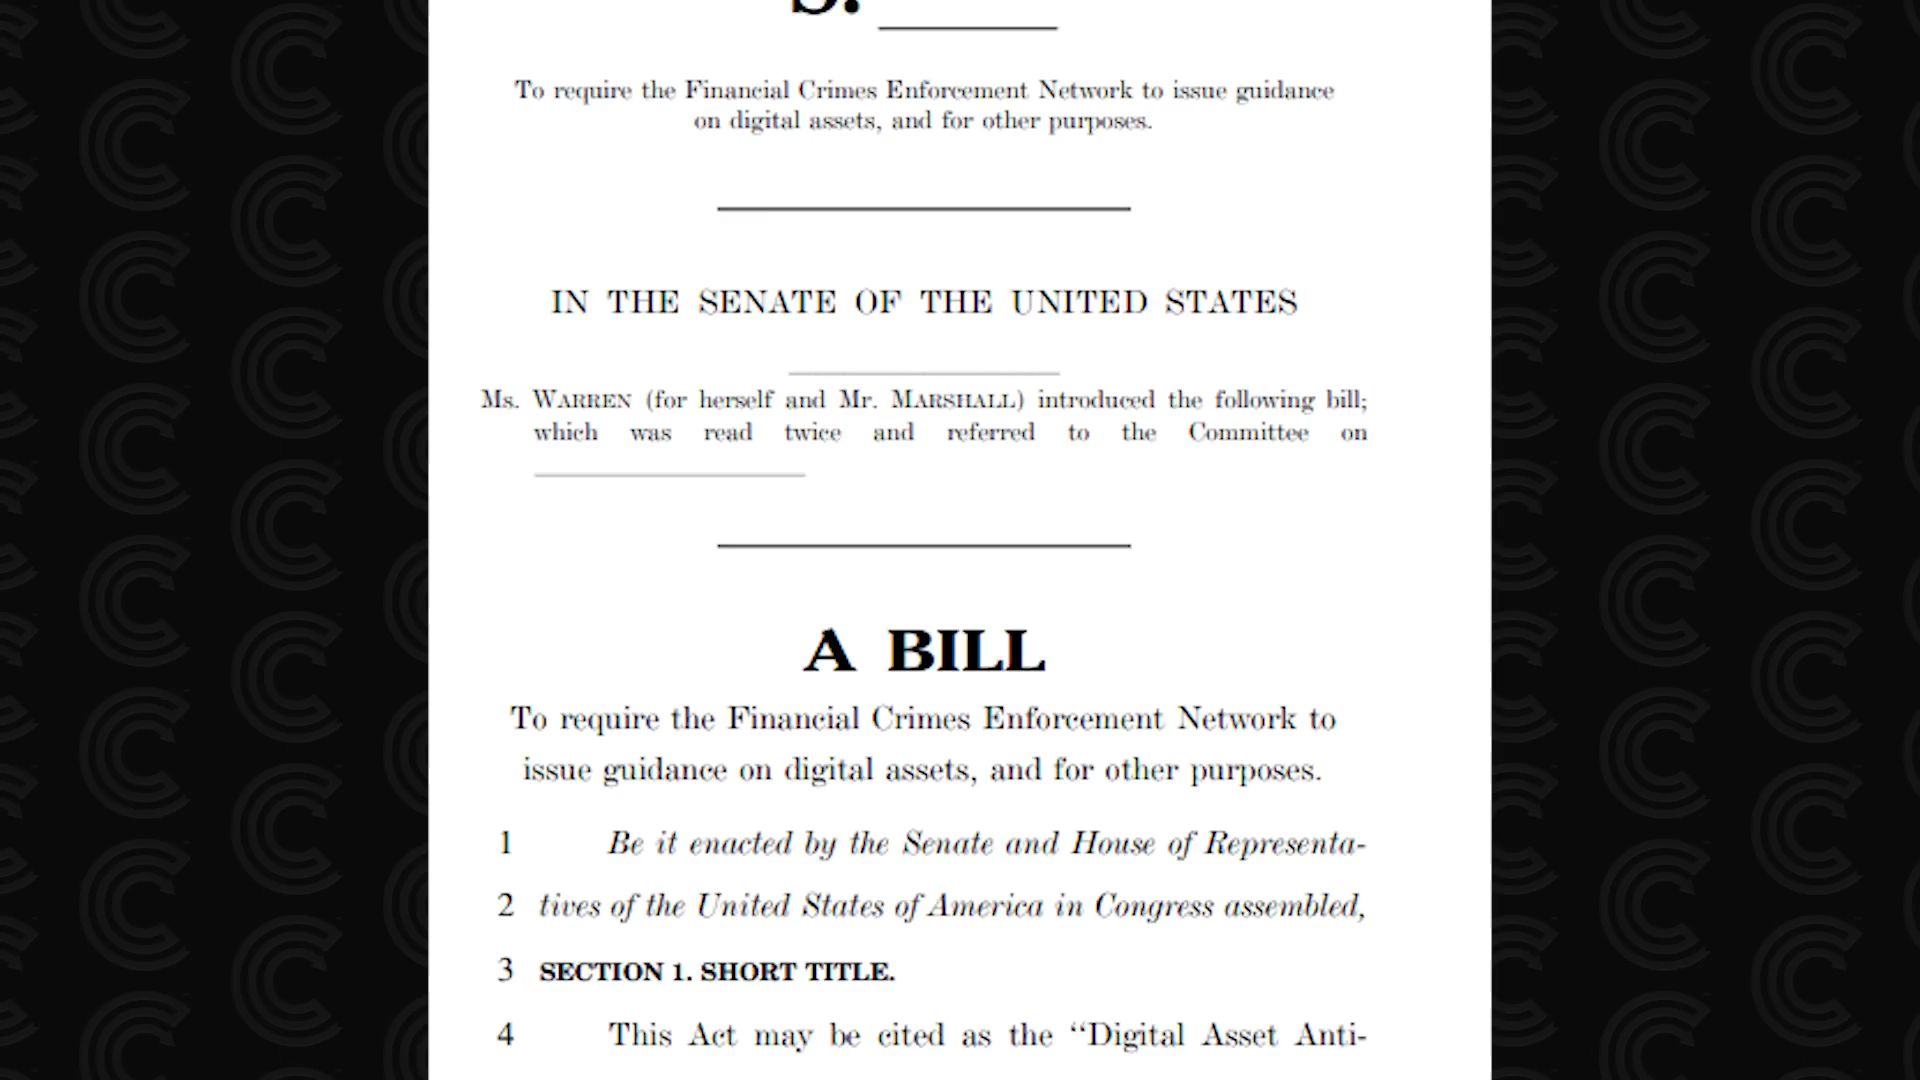 S.
To require the Financial Crimes Enforcement Network to issue guidance
on digital assets, and for other purposes.
IN THE SENATE OF THE UNITED STATES
Ms. WARREN (for herself and Mr. MARSHALL) introduced the following bill;
which was read twice and referred to the Committee on
A BILL
To require the Financial Crimes Enforcement Network to
issue guidance on digital assets, and for other purposes.
1 Be it enacted by the Senate and House of Representa-
2 tives of the United States of America in Congress assembled,
3 SECTION 1. SHORT TITLE.
4 This Act may be cited as the “Digital Asset Anti-